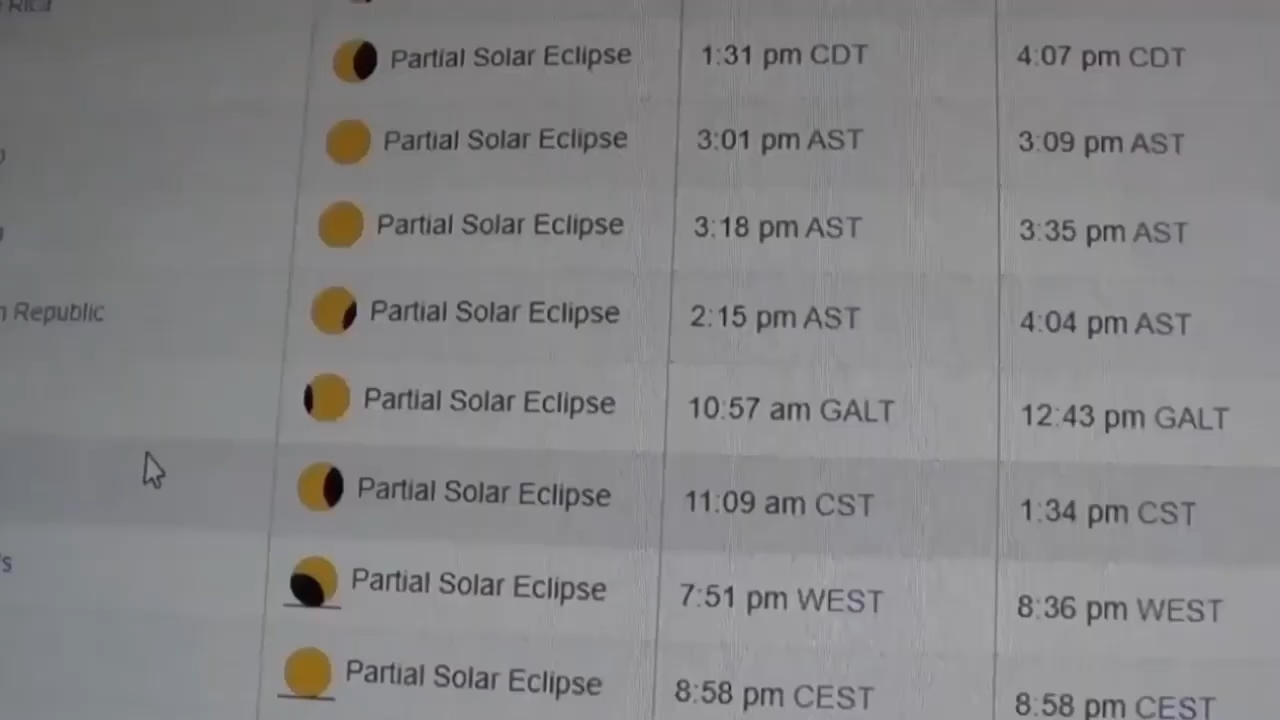 Rica
Partial Solar Eclipse 1:31 pm CDT 4:07 pm CDT
Partial Solar Eclipse 3:01 pm AST 3:09 pm AST
Partial Solar Eclipse 3:18 pm AST 3:35 pm AST
Republic Partial Solar Eclipse 2:15 pm AST 4:04 pm AST
Partial Solar Eclipse 10:57 am GALT 12:43 pm GALT
Partial Solar Eclipse 11:09 am CST 1:34 pm CST
Partial Solar Eclipse 7:51 pm WEST 8:36 pm WEST
Partial Solar Eclipse 8:58 pm CEST 8:58 pm CEST